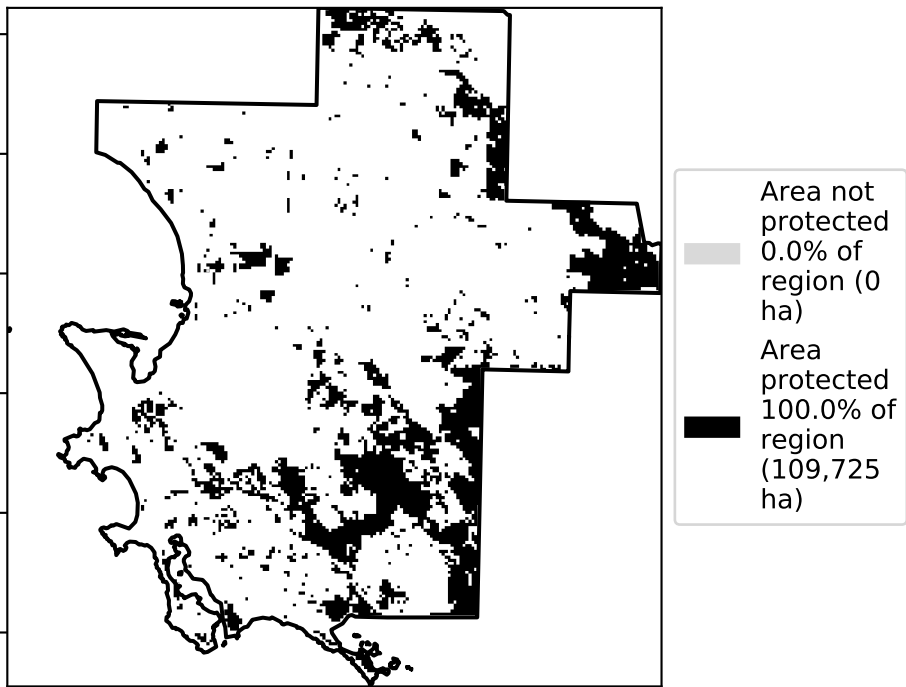 Area not
protected
0.0% of
region (0
ha)
Area
protected
100.0% of
region
(109,725
ha)